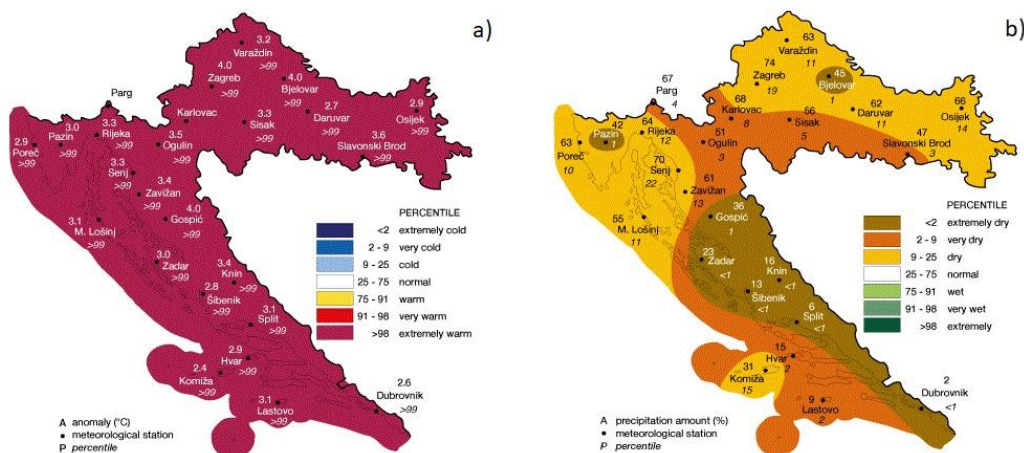 a)
3.2
Varaždin
>99
4.0
Zagreb
>99
4.0
Bjelovar
>99
Parg
Karlovac
>99
3.3
Sisak
>99
2.7
Daruvar
>99
2.9
Osijek
>99
3.6
Slavonski Brod
>99
3.3
Rijeka
>99
3.0
Pazin
>99
2.9
Poreč
>99
3.5
Ogulin
>99
3.3
Senj
>99
3.4
Zavižan
>99
4.0
Gospić
>99
3.1
M. Lošinj
>99
3.0
Zadar
>99
3.4
Knin
>99
2.8
Šibenik
>99
3.1
Split
>99
2.9
Hvar
>99
2.4
Komiža
>99
3.1
Lastovo
>99
2.6
Dubrovnik
>99
PERCENTILE
<2 extremely cold
2 - 9 very cold
9 - 25 cold
25 - 75 normal
75 - 91 warm
91 - 98 very warm
>98 extremely warm
A anomaly (°C)
• meteorological station
P percentile
b)
63
Varaždin
11
74
Zagreb
19
45
Bjelovar
1
67
Parg
4
68
Karlovac
8
56
Sisak
5
62
Daruvar
11
66
Osijek
14
47
Slavonski Brod
3
64
Rijeka
12
42
Pazin
1
63
Poreč
10
51
Ogulin
3
70
Senj
22
61
Zavižan
13
36
Gospić
1
55
M. Lošinj
11
23
Zadar
<1
16
Knin
<1
13
Šibenik
<1
6
Split
<1
15
Hvar
2
31
Komiža
15
9
Lastovo
2
2
Dubrovnik
<1
PERCENTILE
<2 extremely dry
2 - 9 very dry
9 - 25 dry
25 - 75 normal
75 - 91 wet
91 - 98 very wet
>98 extremely
A precipitation amount (%)
• meteorological station
P percentile